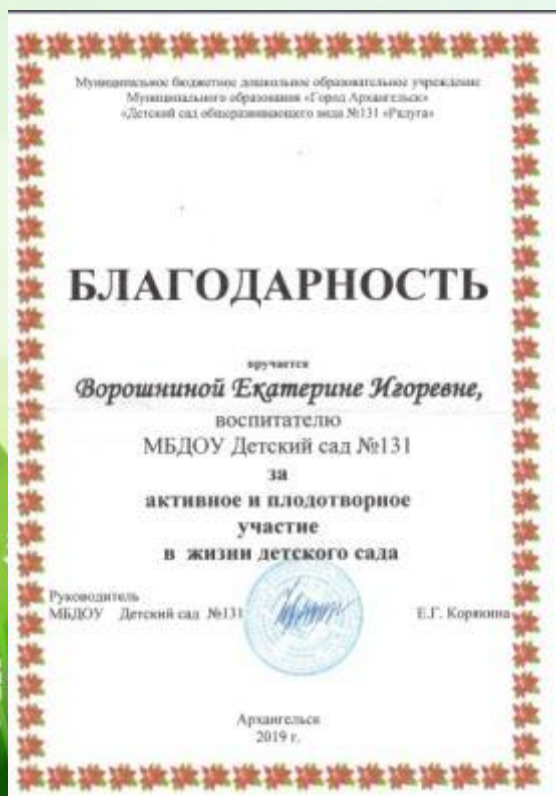 Муниципальное бюджетное дошкольное образовательное учреждение
Муниципального образования «Город Архангельск»
«Детский сад общеразвивающего вида №131 «Радуга»
БЛАГОДАРНОСТЬ
вручается
Ворошниной Екатерине Игоревне,
воспитателю
МБДОУ Детский сад №131
за
активное и плодотворное
участие
в жизни детского сада
Руководитель
МБДОУ Детский сад №131 Е.Г. Корякина
Архангельск
2019 г.